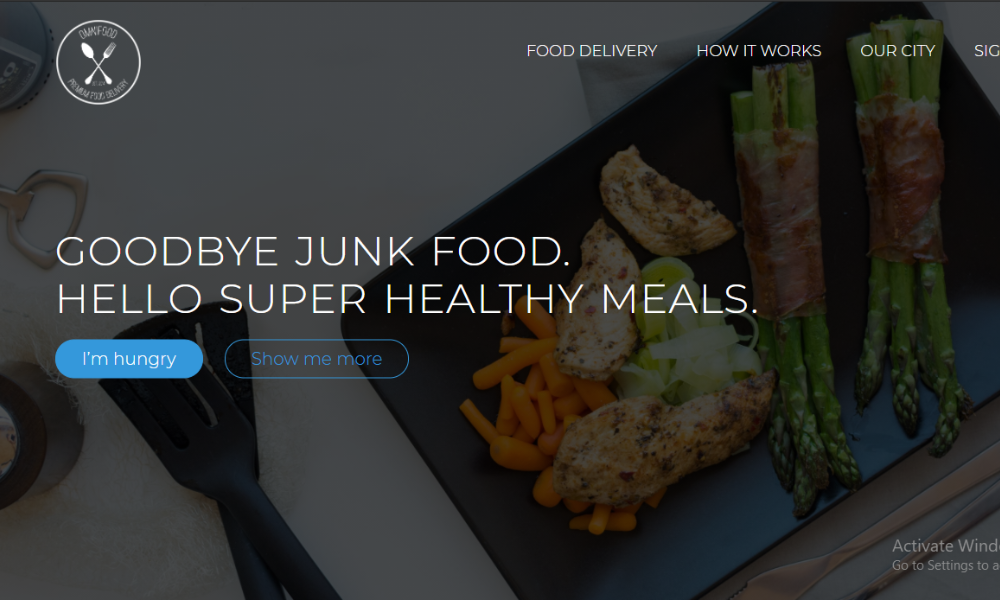 OMNIFOOD
PREMIUM FOOD DELIVERY
FOOD DELIVERY HOW IT WORKS OUR CITY SIG
GOODBYE JUNK FOOD.
HELLO SUPER HEALTHY MEALS.
I'm hungry Show me more
Activate Windo
Go to Settings to a